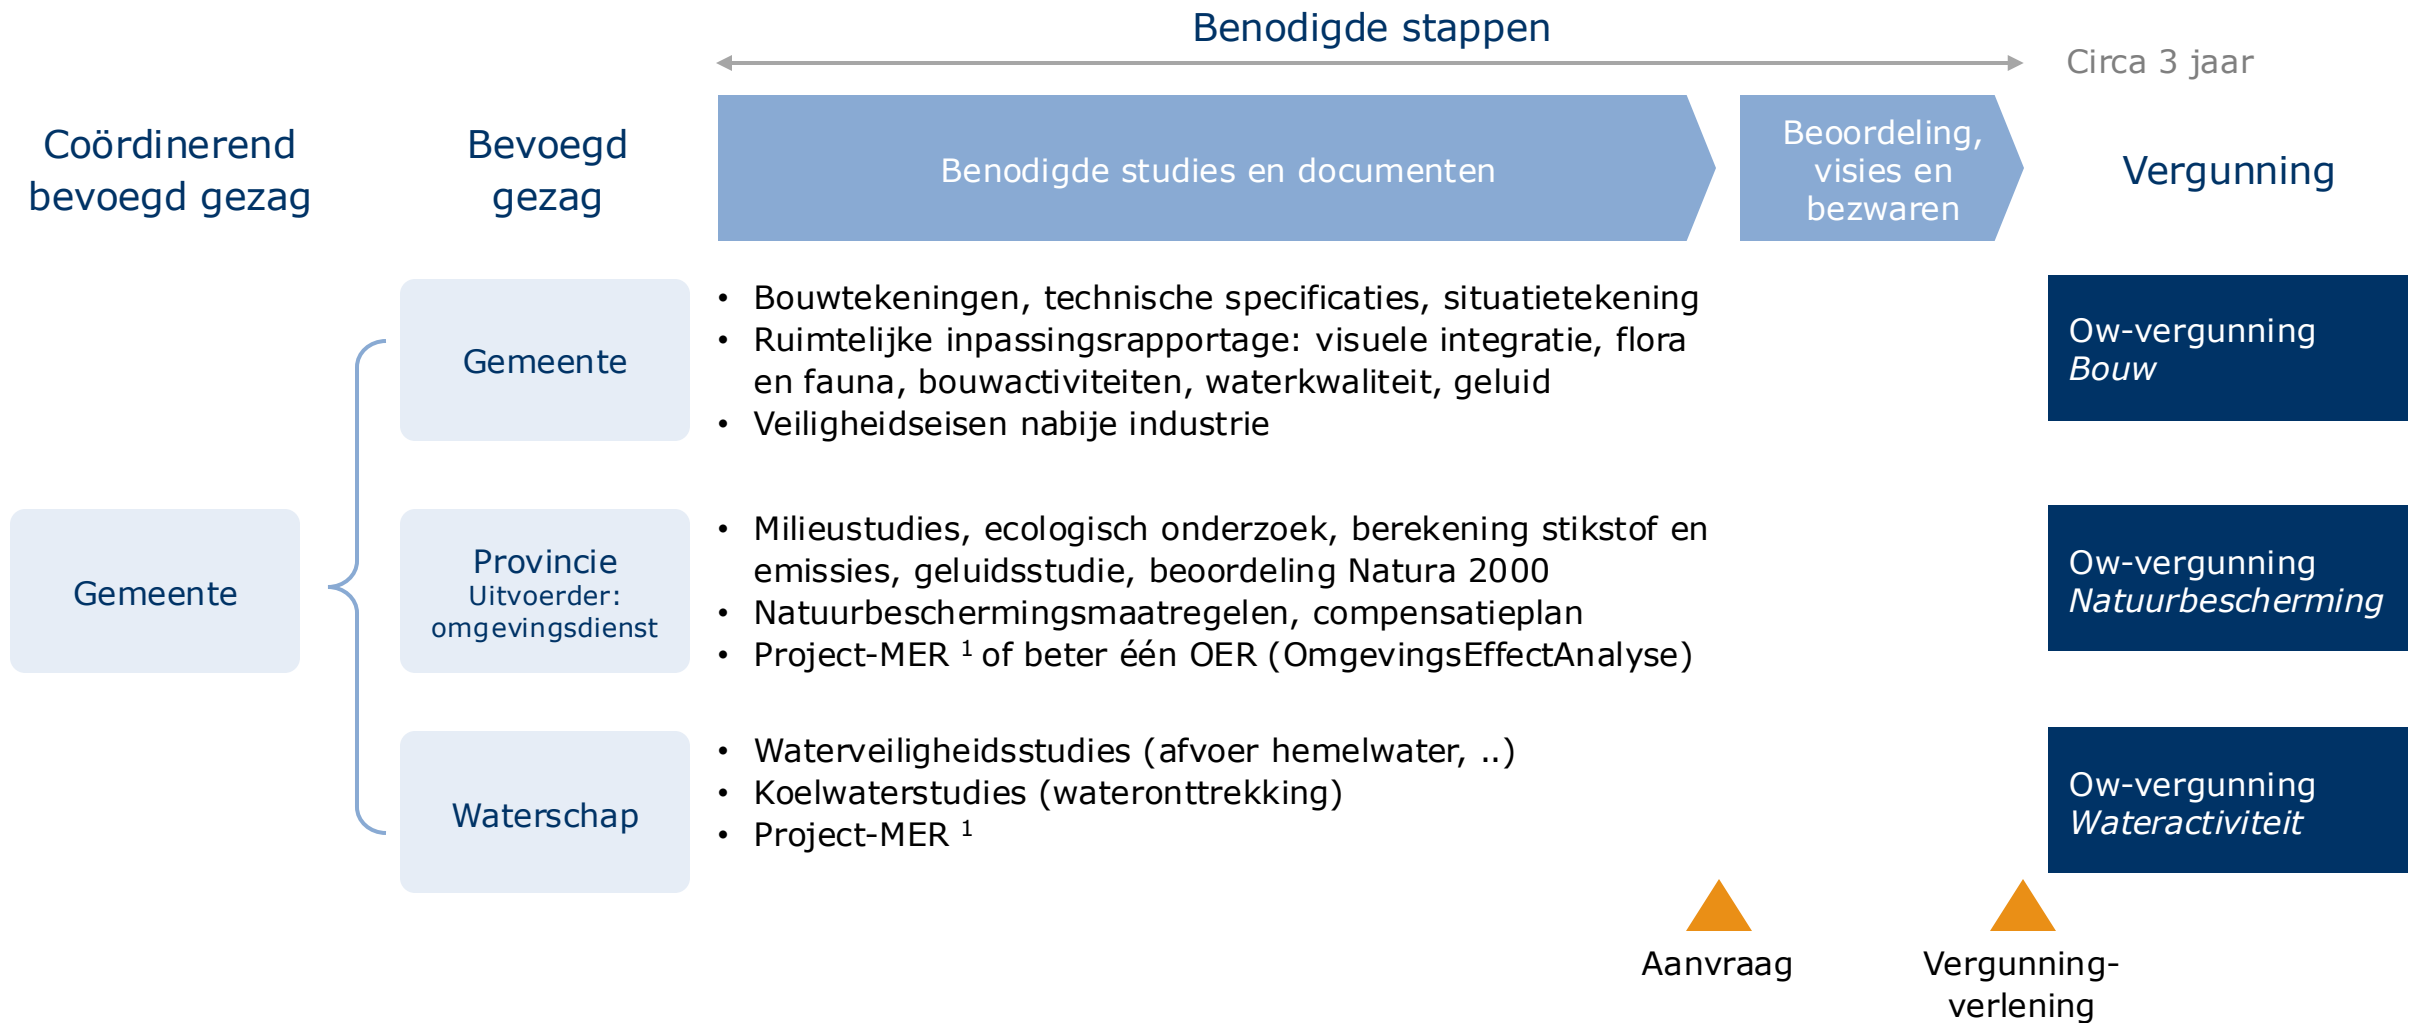 Benodigde stappen
Circa 3 jaar
Coördinerend
bevoegd gezag
Bevoegd
gezag
Benodigde studies en documenten
Beoordeling,
visies en
bezwaren
Vergunning
Gemeente
Gemeente
• Bouwtekeningen, technische specificaties, situatietekening
• Ruimtelijke inpassingsrapportage: visuele integratie, flora
en fauna, bouwactiviteiten, waterkwaliteit, geluid
• Veiligheidseisen nabije industrie
Ow-vergunning
Bouw
Provincie
Uitvoerder:
omgevingsdienst
• Milieustudies, ecologisch onderzoek, berekening stikstof en
emissies, geluidsstudie, beoordeling Natura 2000
• Natuurbeschermingsmaatregelen, compensatieplan
• Project-MER ¹ of beter één OER (OmgevingsEffectAnalyse)
Ow-vergunning
Natuurbescherming
Waterschap
• Waterveiligheidsstudies (afvoer hemelwater, ..)
• Koelwaterstudies (wateronttrekking)
• Project-MER ¹
Ow-vergunning
Wateractiviteit
Aanvraag
Vergunning-
verlening